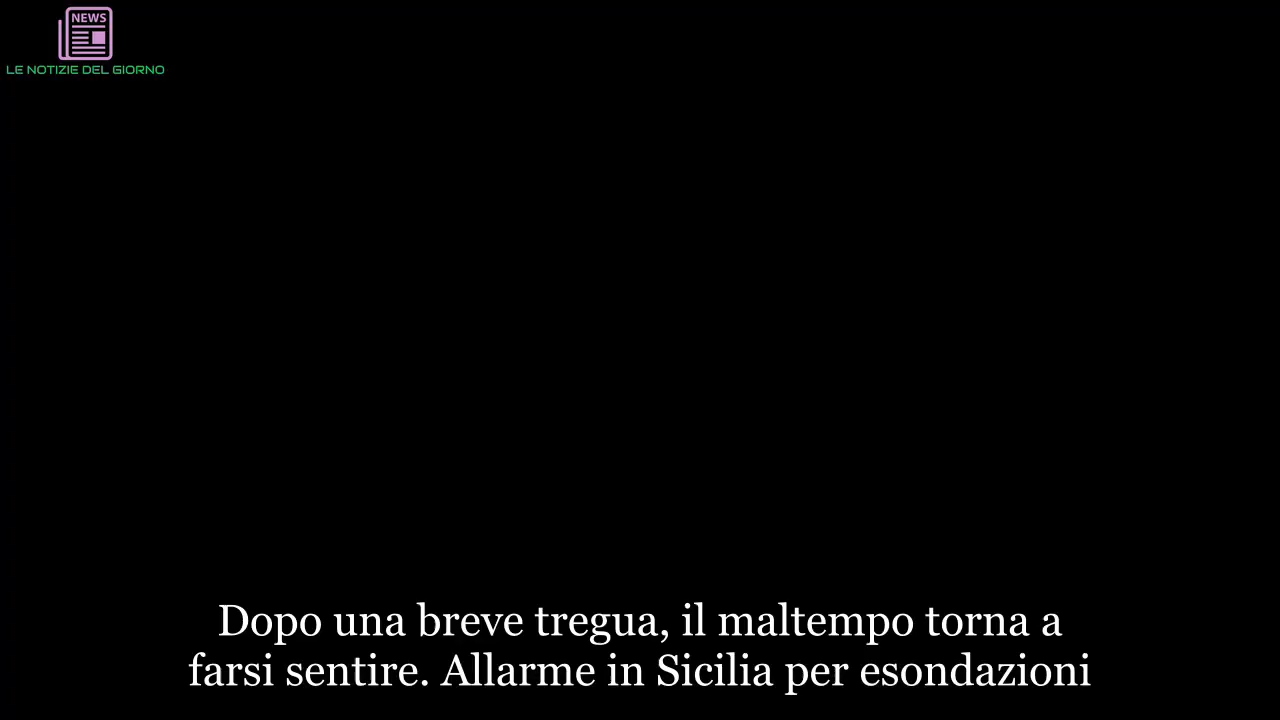 NEWS
LE NOTIZIE DEL GIORNO
Dopo una breve tregua, il maltempo torna a
farsi sentire. Allarme in Sicilia per esondazioni